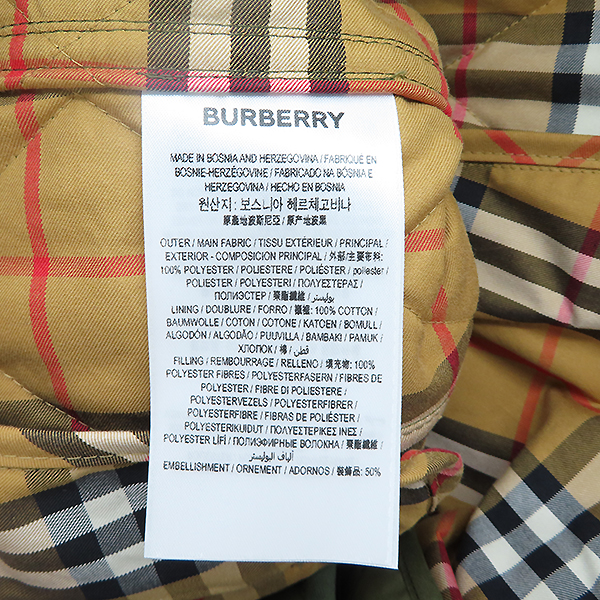 BURBERRY
MADE IN BOSNIA AND HERZEGOVINA / FABRIQUE EN
BOSNIE-HERZÉGOVINE / FABRICADO NA BÓSNIA E
HERZEGOVINA / HECHO EN BOSNIA
원산지: 보스니아 헤르체고비나
原產地波斯尼亞 / 原产地波黑
OUTER / MAIN FABRIC / TISSU EXTÉRIEUR / PRINCIPAL /
EXTERIOR - COMPOSICION PRINCIPAL / 外部/主要布料:
100% POLYESTER / POLIESTERE / POLIÉSTER / poliester /
POLIESTER / POLYESTERI / ΠΟΛΥΕΣΤΕΡΑΣ /
ПОЛИЭСТЕР / 聚酯纖維 / بوليستر
LINING / DOUBLURE / FORRO / 裏裡: 100% COTTON /
BAUMWOLLE / COTON / COTONE / KATOEN / BOMULL /
ALGODÓN / ALGODÃO / PUUVILLA / BAMBAKI / PAMUK /
ХЛОПОК / 棉 / قطن
FILLING / REMBOURRAGE / RELLENO / 填充物: 100%
POLYESTER FIBRES / POLYESTERFASERN / FIBRES DE
POLYESTER / FIBRE DI POLIESTERE /
POLYESTERVEZELS / POLYESTERFIBRER /
POLYESTERFIBRE / FIBRAS DE POLIÉSTER /
POLYESTERIKUIDUT / ΠΟΛΥΕΣΤΕΡΙΚΕΣ ΙΝΕΣ /
POLYESTER LİFİ / ПОЛИЭФИРНЫЕ ВОЛОКНА / 聚酯纖維 /
ألياف البوليستر
EMBELLISHMENT / ORNEMENT / ADORNOS / 裝飾品: 50%